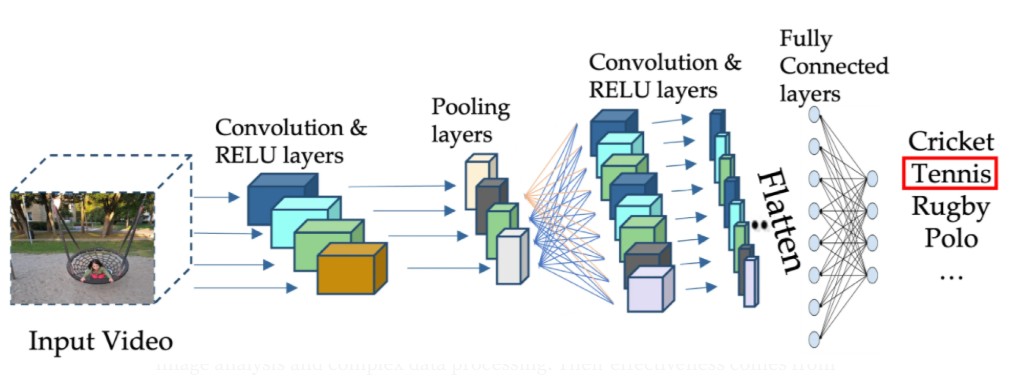 Fully
Connected
layers
Convolution &
RELU layers
Pooling
layers
Convolution &
RELU layers
Cricket
Tennis
Rugby
Polo
...
Flatten
Input Video
image analysis and complex data processing. Their effectiveness comes from